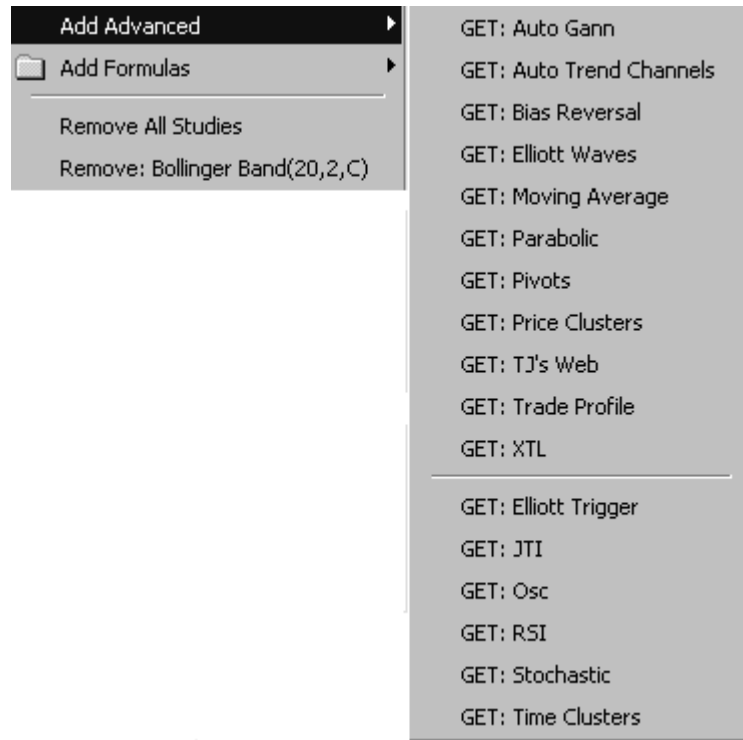 Add Advanced
Add Formulas
Remove All Studies
Remove: Bollinger Band(20,2,C)
GET: Auto Gann
GET: Auto Trend Channels
GET: Bias Reversal
GET: Elliott Waves
GET: Moving Average
GET: Parabolic
GET: Pivots
GET: Price Clusters
GET: TJ's Web
GET: Trade Profile
GET: XTL
GET: Elliott Trigger
GET: JTI
GET: Osc
GET: RSI
GET: Stochastic
GET: Time Clusters